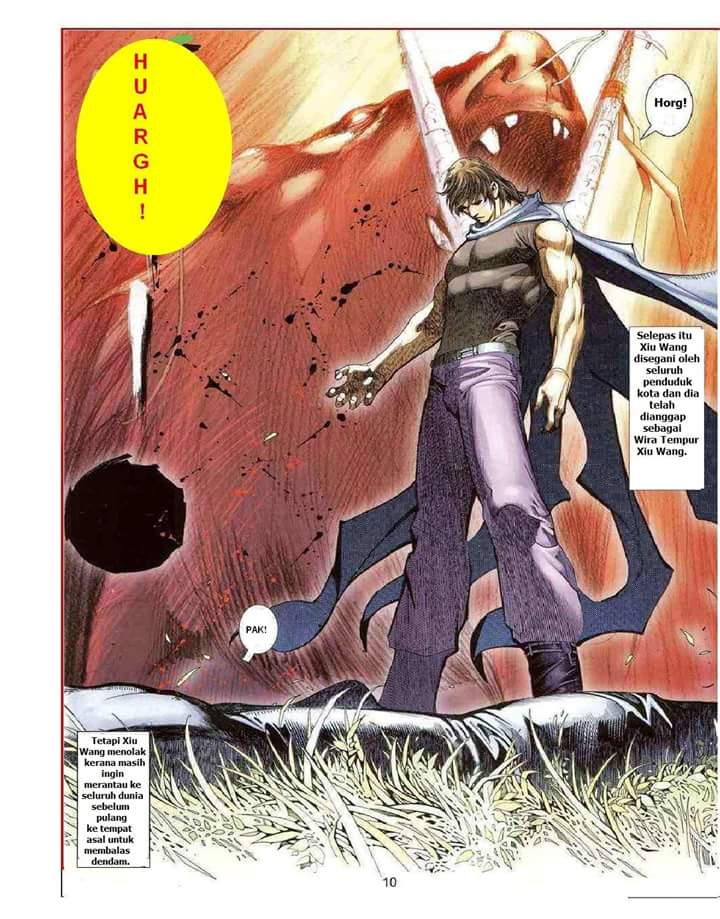 H
U
A
R
G
H
!
Horg!
Selepas itu
Xiu Wang
disegani oleh
seluruh
penduduk
kota dan dia
telah
dianggap
sebagai
Wira Tempur
Xiu Wang.
PAK!
Tetapi Xiu
Wang menolak
kerana masih
ingin
merantau ke
seluruh dunia
sebelum
pulang
ke tempat
asal untuk
membalas
dendam.
10